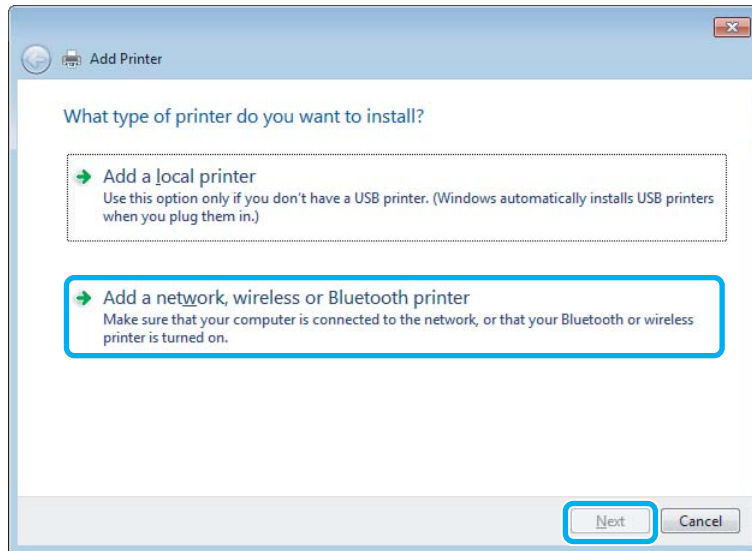 Add Printer
What type of printer do you want to install?
Add a local printer
Use this option only if you don't have a USB printer. (Windows automatically installs USB printers
when you plug them in.)
Add a network, wireless or Bluetooth printer
Make sure that your computer is connected to the network, or that your Bluetooth or wireless
printer is turned on.
Next Cancel